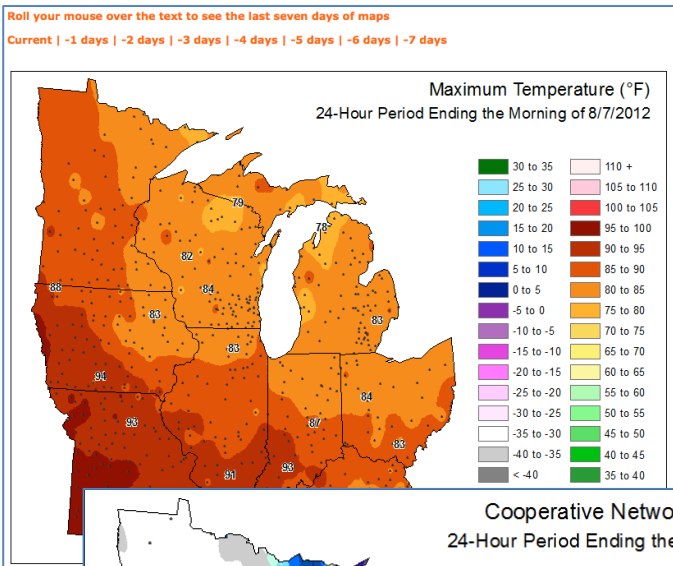 Roll your mouse over the text to see the last seven days of maps
Current | -1 days | -2 days | -3 days | -4 days | -5 days | -6 days | -7 days
Maximum Temperature (°F)
24-Hour Period Ending the Morning of 8/7/2012
30 to 35 110 +
25 to 30 105 to 110
20 to 25 100 to 105
15 to 20 95 to 100
10 to 15 90 to 95
5 to 10 85 to 90
0 to 5 80 to 85
-5 to 0 75 to 80
-10 to -5 70 to 75
-15 to -10 65 to 70
-20 to -15 60 to 65
-25 to -20 55 to 60
-30 to -25 50 to 55
-35 to -30 45 to 50
-40 to -35 40 to 45
< -40 35 to 40
79
78
82
88
84
83
83
83
94
84
93
87
83
91
93
Cooperative Netwo
24-Hour Period Ending the